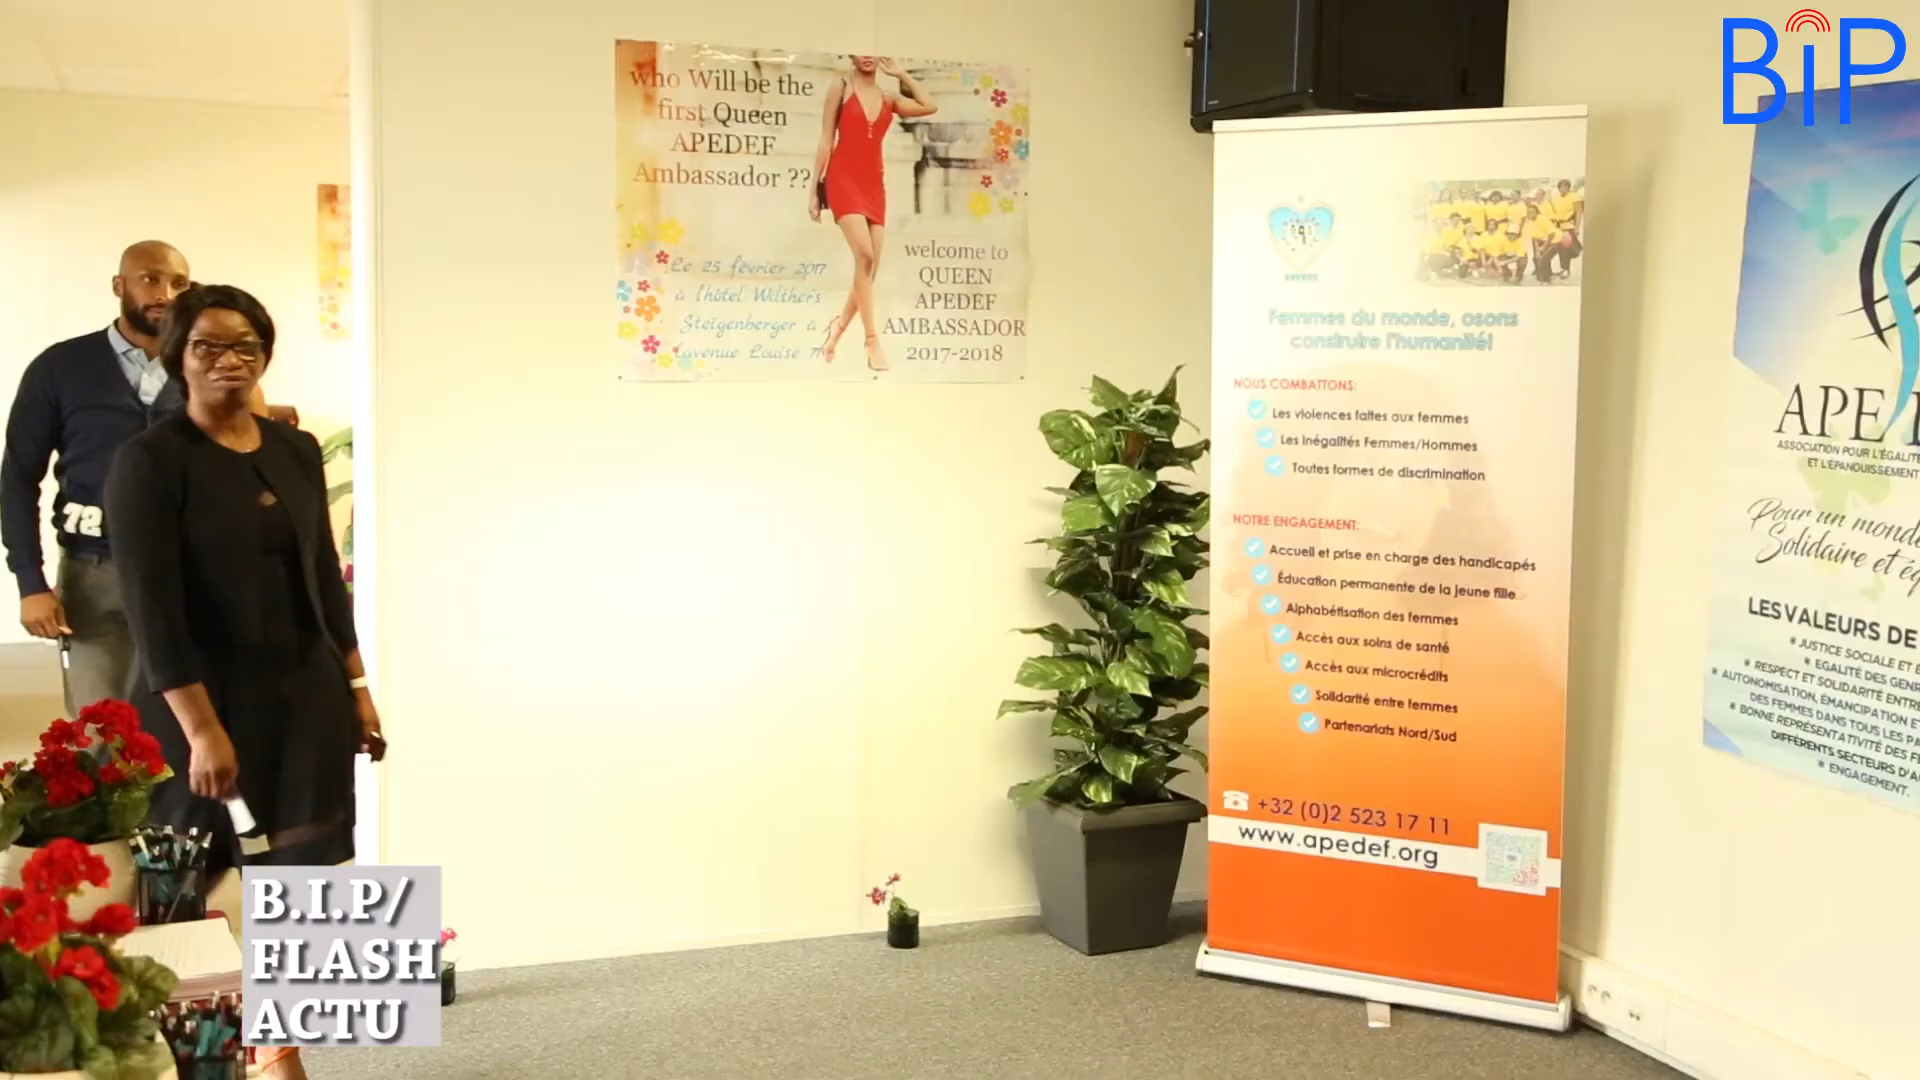 BiP
who Will be the
first Queen
APEDEF
Ambassador ??
Le 25 février 2017
à l'hôtel Wilthers
Steigenberger à
l'avenue Louise 71
welcome to
QUEEN
APEDEF
AMBASSADOR
2017-2018
72
APEDEF
Femmes du monde, osons
construire l'humanité!
NOUS COMBATTONS:
Les violences faites aux femmes
Les Inégalités Femmes/Hommes
Toutes formes de discrimination
NOTRE ENGAGEMENT:
Accueil et prise en charge des handicapés
Éducation permanente de la jeune fille
Alphabétisation des femmes
Accès aux soins de santé
Accès aux microcrédits
Solidarité entre femmes
Partenariats Nord/Sud
+32 (0)2 523 17 11
www.apedef.org
APE
ASSOCIATION POUR L'ÉGALITÉ
ET L'ÉPANOUISSEMENT
Pour un monde
Solidaire et
LES VALEURS DE
* JUSTICE SOCIALE ET
* EGALITÉ DES GENR
* RESPECT ET SOLIDARITÉ ENTRE
* AUTONOMISATION, ÉMANCIPATION ET
DES FEMMES DANS TOUS LES
* BONNE REPRÉSENTATIVITÉ DES
DIFFÉRENTS SECTEURS
* ENGAGEMENT.
B.I.P/
FLASH
ACTU